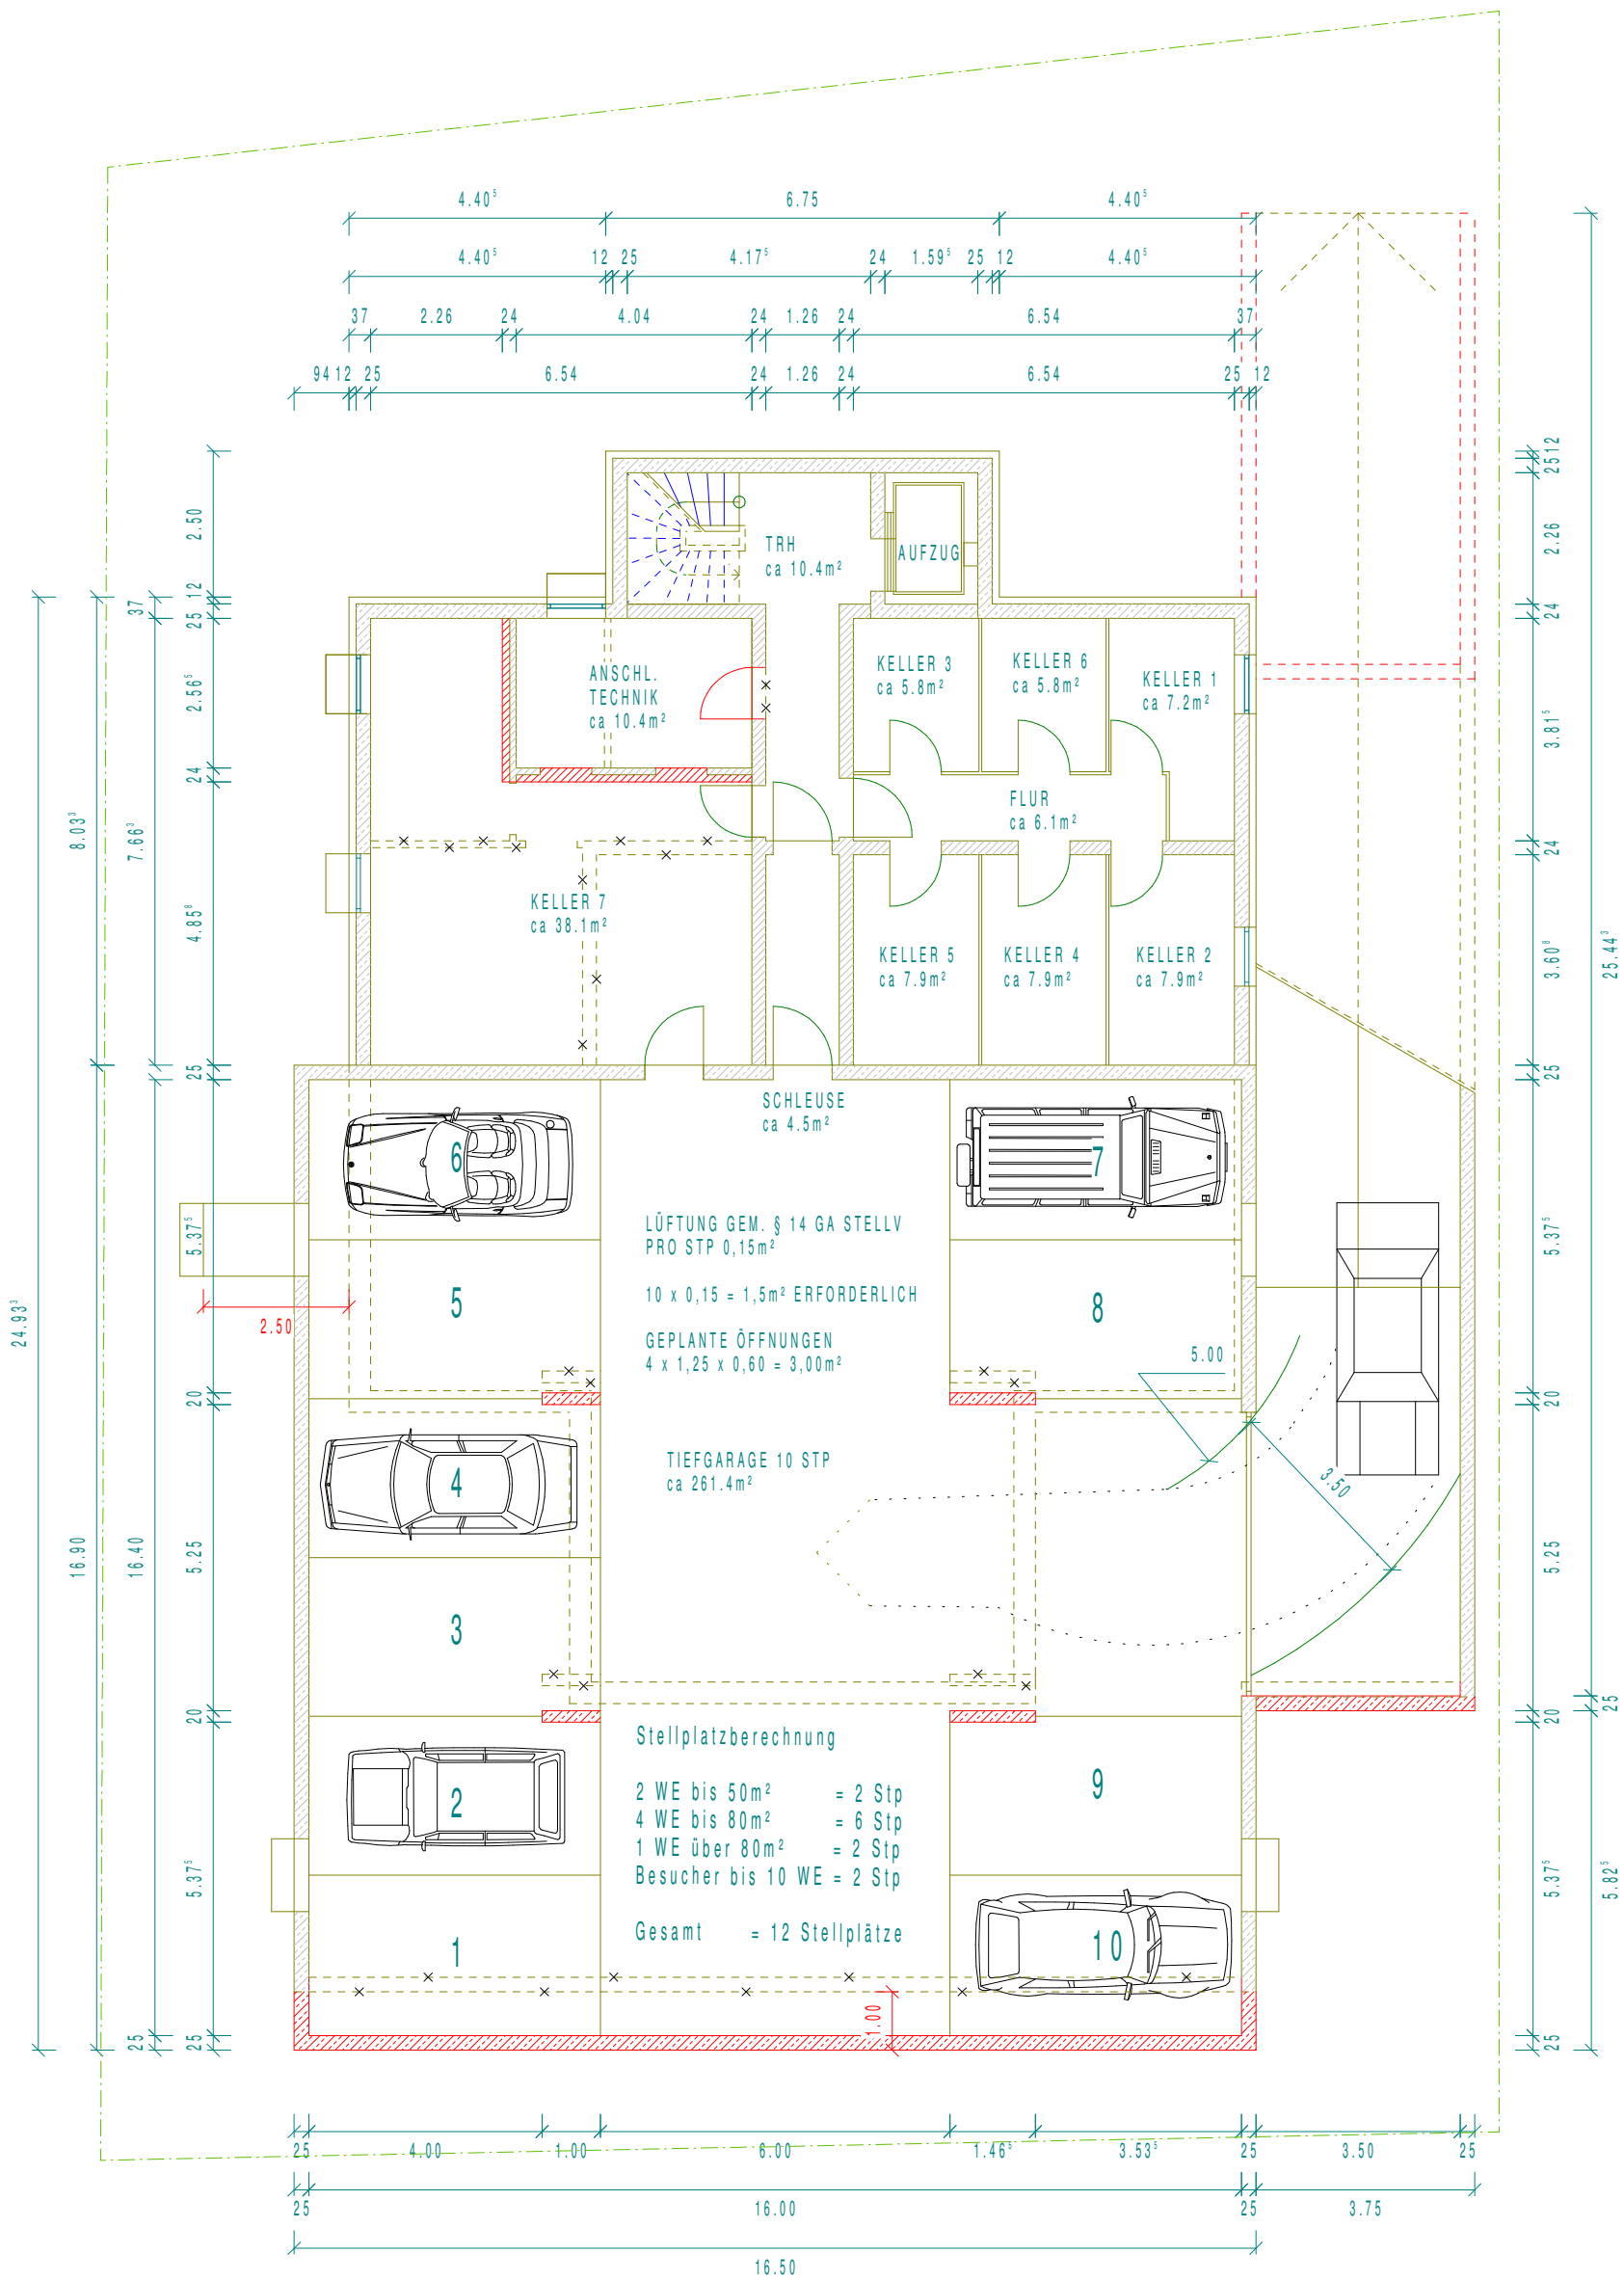 4.40⁵ 6.75 4.40⁵
4.40⁵ 12 25 4.17⁵ 24 1.59⁵ 25 12 4.40⁵
37 2.26 24 4.04 24 1.26 24 6.54 37
94 12 25 6.54 24 1.26 24 6.54 25 12
2.50
12
25
2.56⁵
24
4.85⁸
25
5.37⁵
20
5.25
20
5.37⁵
25
37
7.66³
16.40
25
8.03³
16.90
24.93³
2512
2.26
24
3.81⁵
24
3.60⁸
25
5.37⁵
20
5.25
20
5.37⁵
25
25.44³
25
5.82⁵
TRH
ca 10.4m²
AUFZUG
ANSCHL.
TECHNIK
ca 10.4m²
KELLER 3
ca 5.8m²
KELLER 6
ca 5.8m²
KELLER 1
ca 7.2m²
FLUR
ca 6.1m²
KELLER 7
ca 38.1m²
KELLER 5
ca 7.9m²
KELLER 4
ca 7.9m²
KELLER 2
ca 7.9m²
SCHLEUSE
ca 4.5m²
6
7
LÜFTUNG GEM. § 14 GA STELLV
PRO STP 0,15m²
10 x 0,15 = 1,5m² ERFORDERLICH
GEPLANTE ÖFFNUNGEN
4 x 1,25 x 0,60 = 3,00m²
5
8
2.50
5.00
3.50
TIEFGARAGE 10 STP
ca 261.4m²
4
3
Stellplatzberechnung
2 WE bis 50m² = 2 Stp
4 WE bis 80m² = 6 Stp
1 WE über 80m² = 2 Stp
Besucher bis 10 WE = 2 Stp
Gesamt = 12 Stellplätze
2
9
1
10
1.00
25 4.00 1.00 6.00 1.46⁵ 3.53⁵ 25 3.50 25
25 16.00 25 3.75
16.50